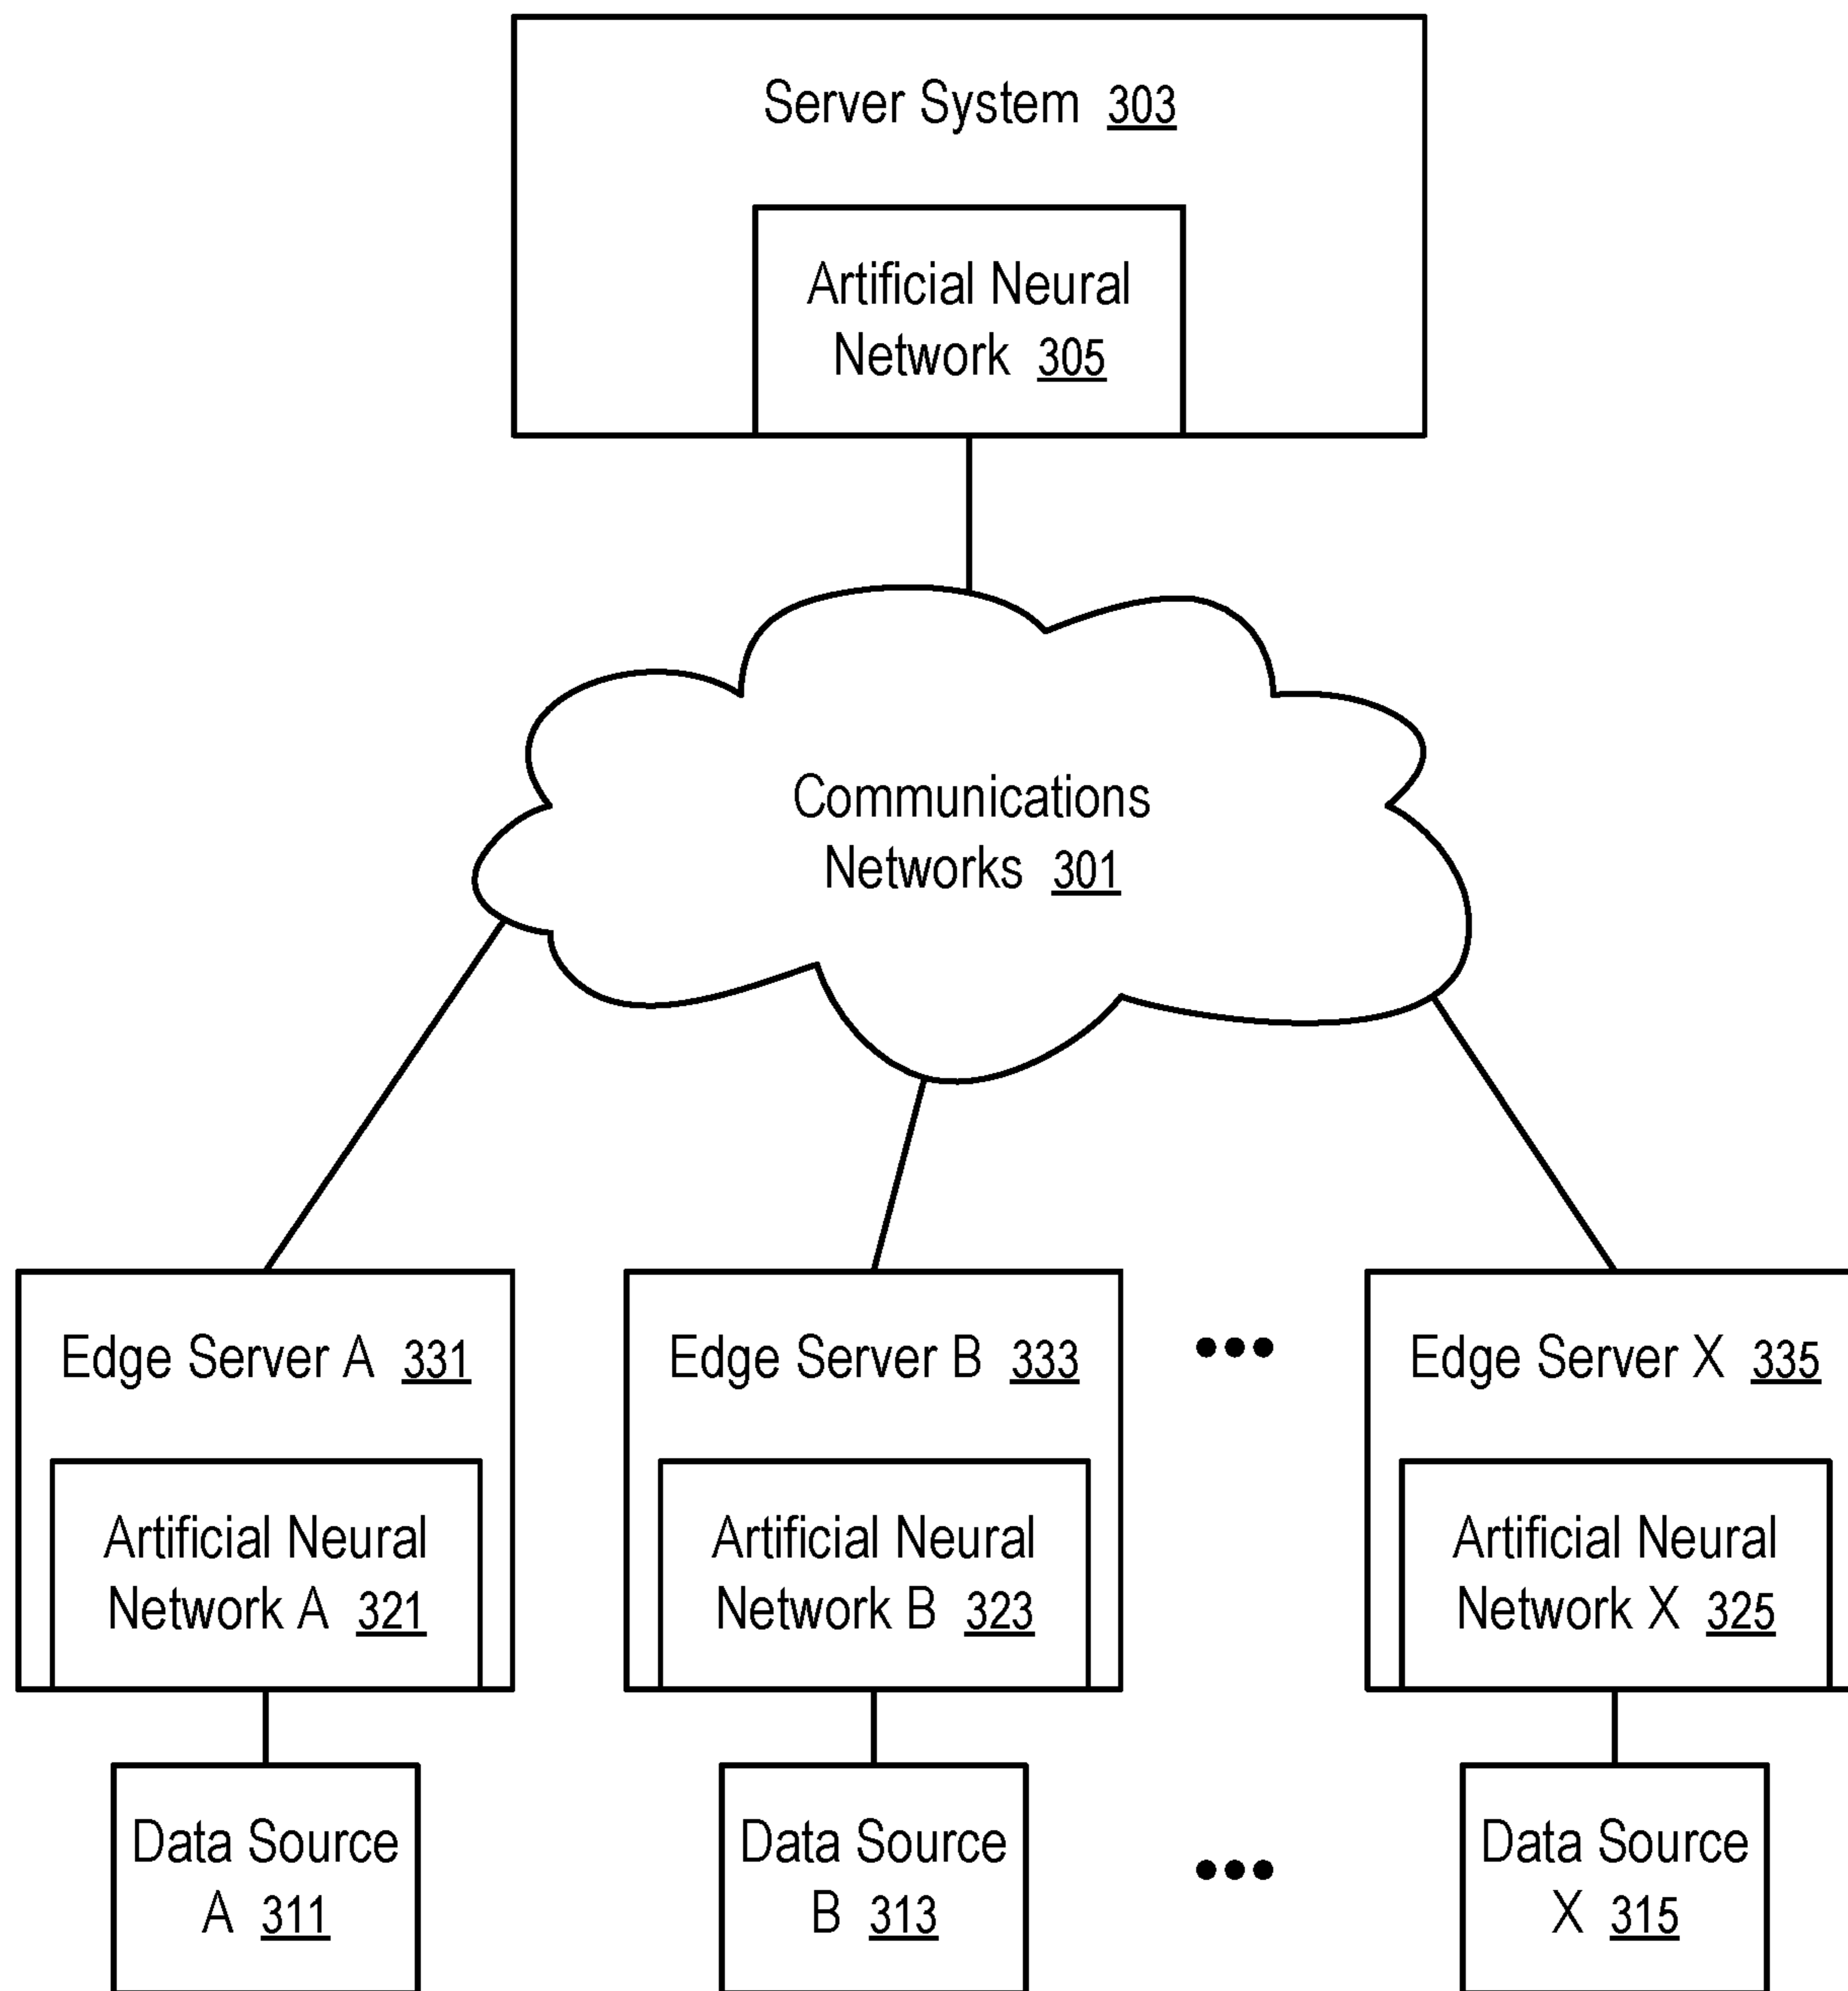 Server System 303
Artificial Neural
Network 305
Communications
Networks 301
Edge Server A 331
Artificial Neural
Network A 321
Data Source
A 311
Edge Server B 333
Artificial Neural
Network B 323
Data Source
B 313
Edge Server X 335
Artificial Neural
Network X 325
Data Source
X 315